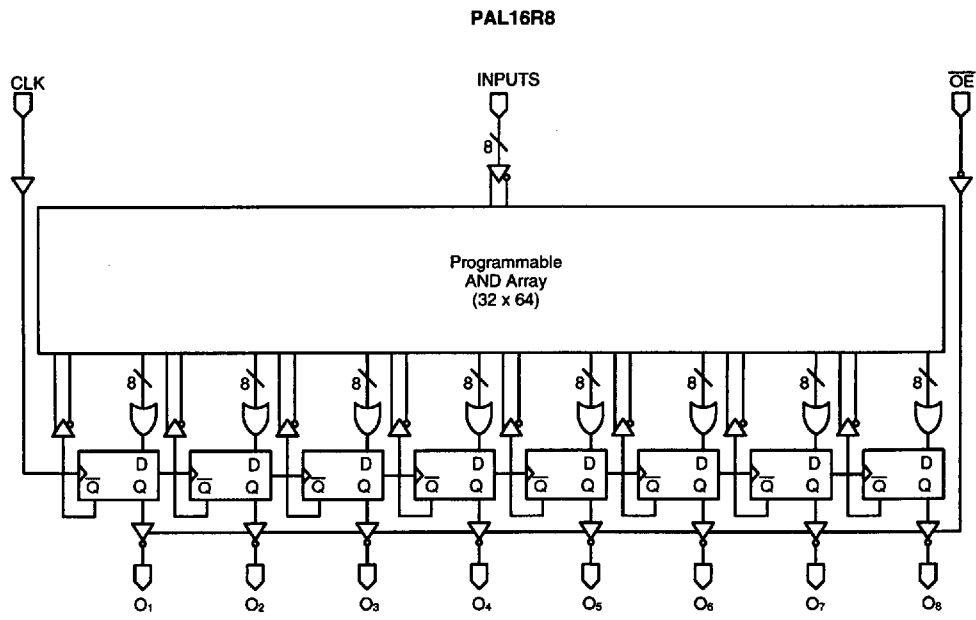 PAL16R8
CLK INPUTS O̅E̅
8
Programmable
AND Array
(32 x 64)
8 8 8 8 8 8 8 8
D D D D D D D D
Q̅ Q Q̅ Q Q̅ Q Q̅ Q Q̅ Q Q̅ Q Q̅ Q Q̅ Q
O₁ O₂ O₃ O₄ O₅ O₆ O₇ O₈